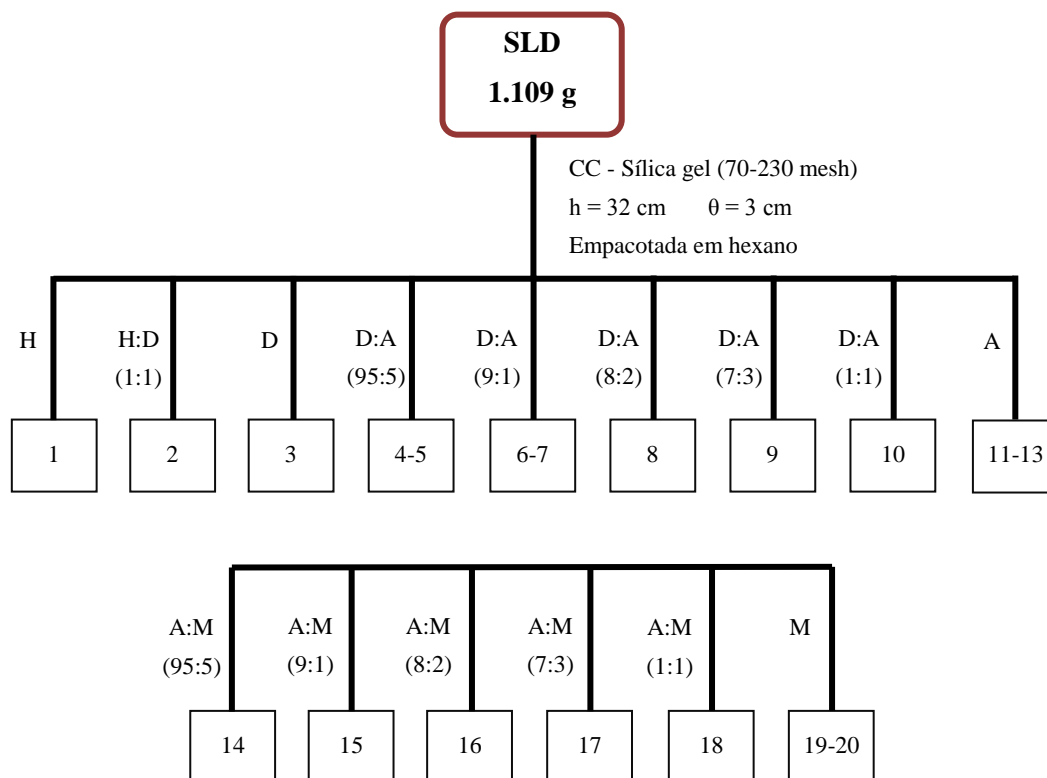 SLD
1.109 g
CC - Sílica gel (70-230 mesh)
h = 32 cm θ = 3 cm
Empacotada em hexano
H
H:D
(1:1)
D
D:A
(95:5)
D:A
(9:1)
D:A
(8:2)
D:A
(7:3)
D:A
(1:1)
A
1
2
3
4-5
6-7
8
9
10
11-13
A:M
(95:5)
A:M
(9:1)
A:M
(8:2)
A:M
(7:3)
A:M
(1:1)
M
14
15
16
17
18
19-20